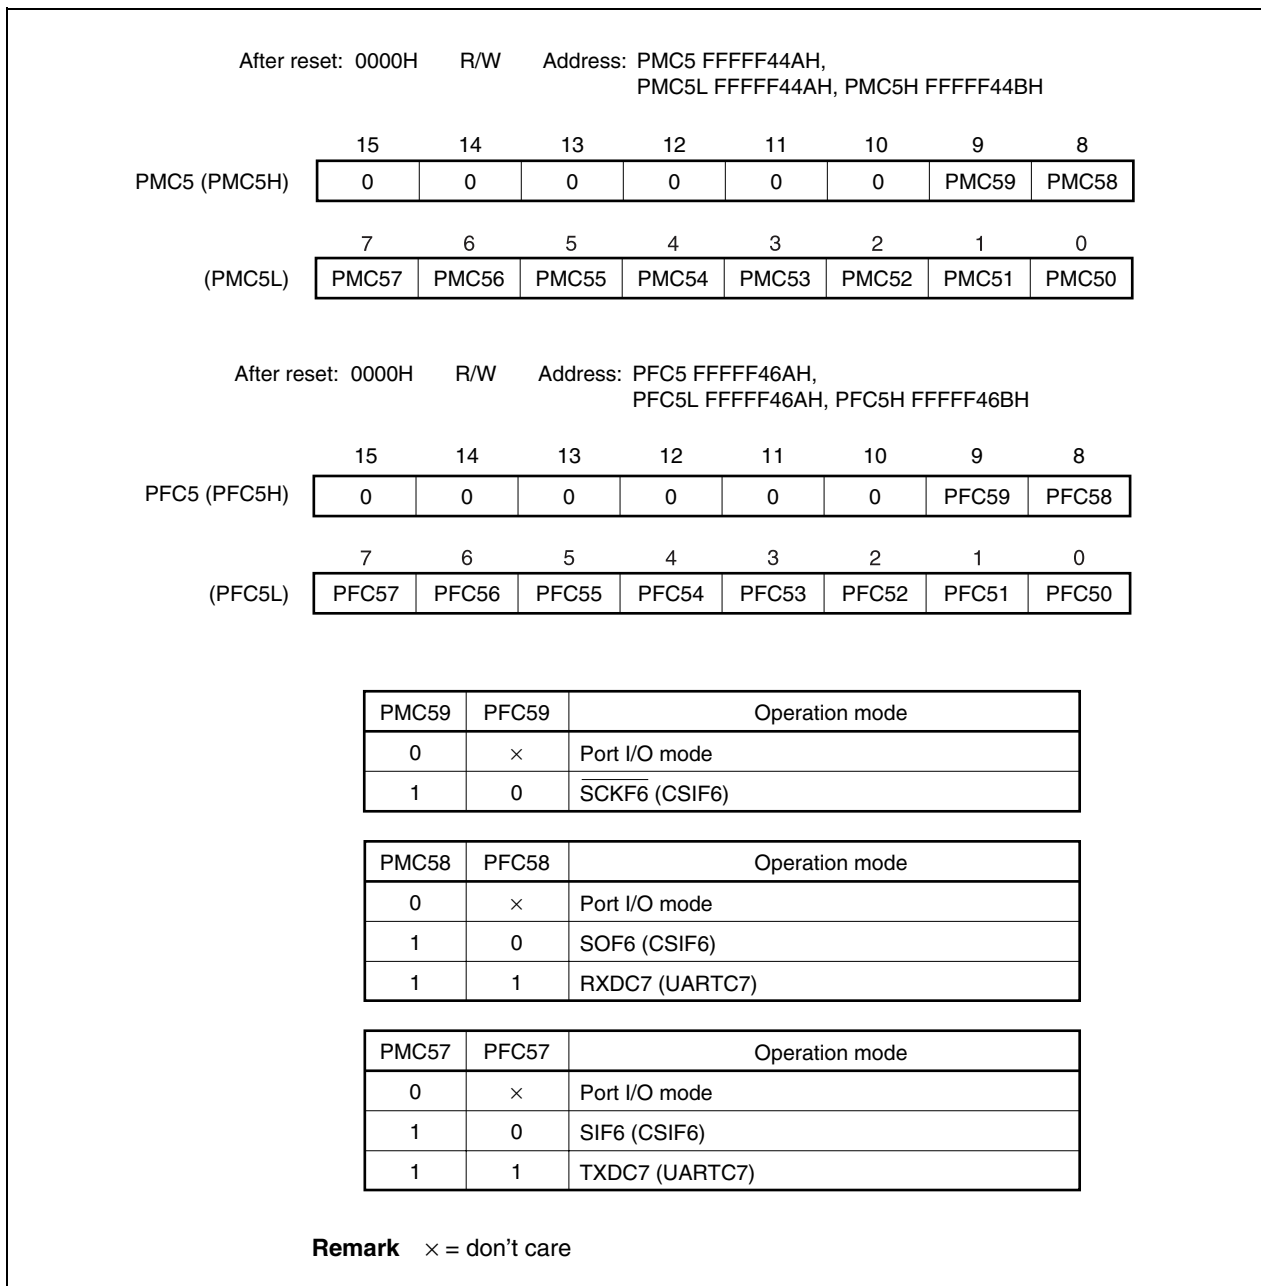 After reset: 0000H R/W Address: PMC5 FFFFF44AH,
PMC5L FFFFF44AH, PMC5H FFFFF44BH
15 14 13 12 11 10 9 8
PMC5 (PMC5H) 0 0 0 0 0 0 PMC59 PMC58
7 6 5 4 3 2 1 0
(PMC5L) PMC57 PMC56 PMC55 PMC54 PMC53 PMC52 PMC51 PMC50
After reset: 0000H R/W Address: PFC5 FFFFF46AH,
PFC5L FFFFF46AH, PFC5H FFFFF46BH
15 14 13 12 11 10 9 8
PFC5 (PFC5H) 0 0 0 0 0 0 PFC59 PFC58
7 6 5 4 3 2 1 0
(PFC5L) PFC57 PFC56 PFC55 PFC54 PFC53 PFC52 PFC51 PFC50
PMC59 PFC59 Operation mode
0 × Port I/O mode
1 0 S̅C̅K̅F̅6̅ (CSIF6)
PMC58 PFC58 Operation mode
0 × Port I/O mode
1 0 SOF6 (CSIF6)
1 1 RXDC7 (UARTC7)
PMC57 PFC57 Operation mode
0 × Port I/O mode
1 0 SIF6 (CSIF6)
1 1 TXDC7 (UARTC7)
Remark × = don't care